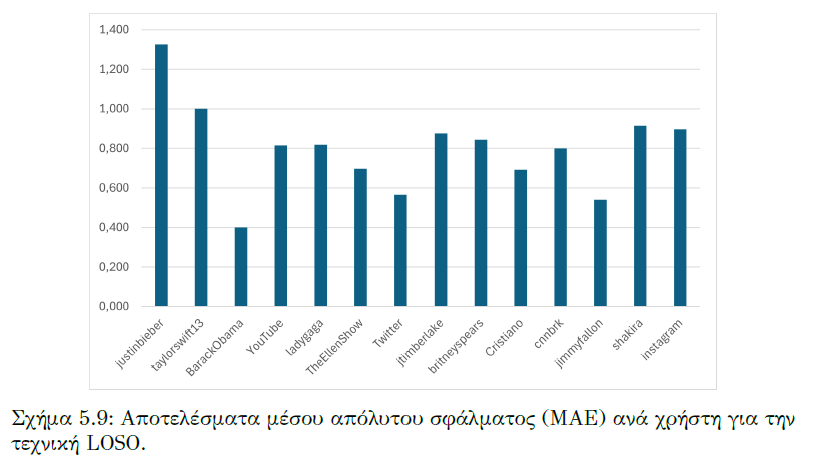 1,400
1,200
1,000
0,800
0,600
0,400
0,200
0,000
justinbieber
taylorswift13
BarackObama
YouTube
ladygaga
TheEllenShow
Twitter
jtimberlake
britneyspears
Cristiano
cnnbrk
jimmyfallon
shakira
instagram
Σχήμα 5.9: Αποτελέσματα μέσου απόλυτου σφάλματος (MAE) ανά χρήστη για την
τεχνική LOSO.